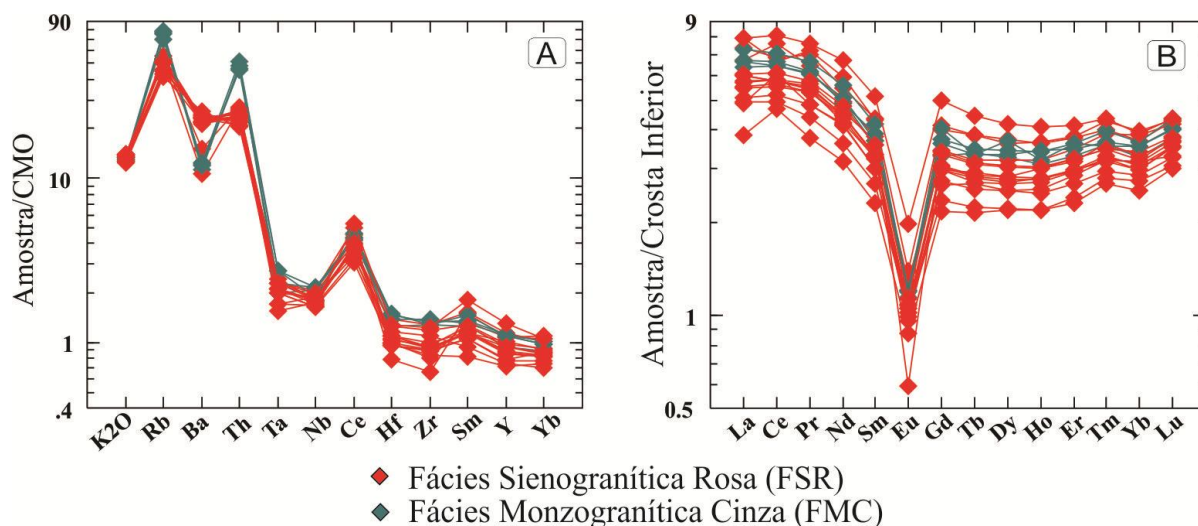 90
10
1
.4
Amostra/CMO
A
K2O Rb Ba Th Ta Nb Ce Hf Zr Sm Y Yb
9
1
0.5
Amostra/Crosta Inferior
B
La Ce Pr Nd Sm Eu Gd Tb Dy Ho Er Tm Yb Lu
Fácies Sienogranítica Rosa (FSR)
Fácies Monzogranítica Cinza (FMC)